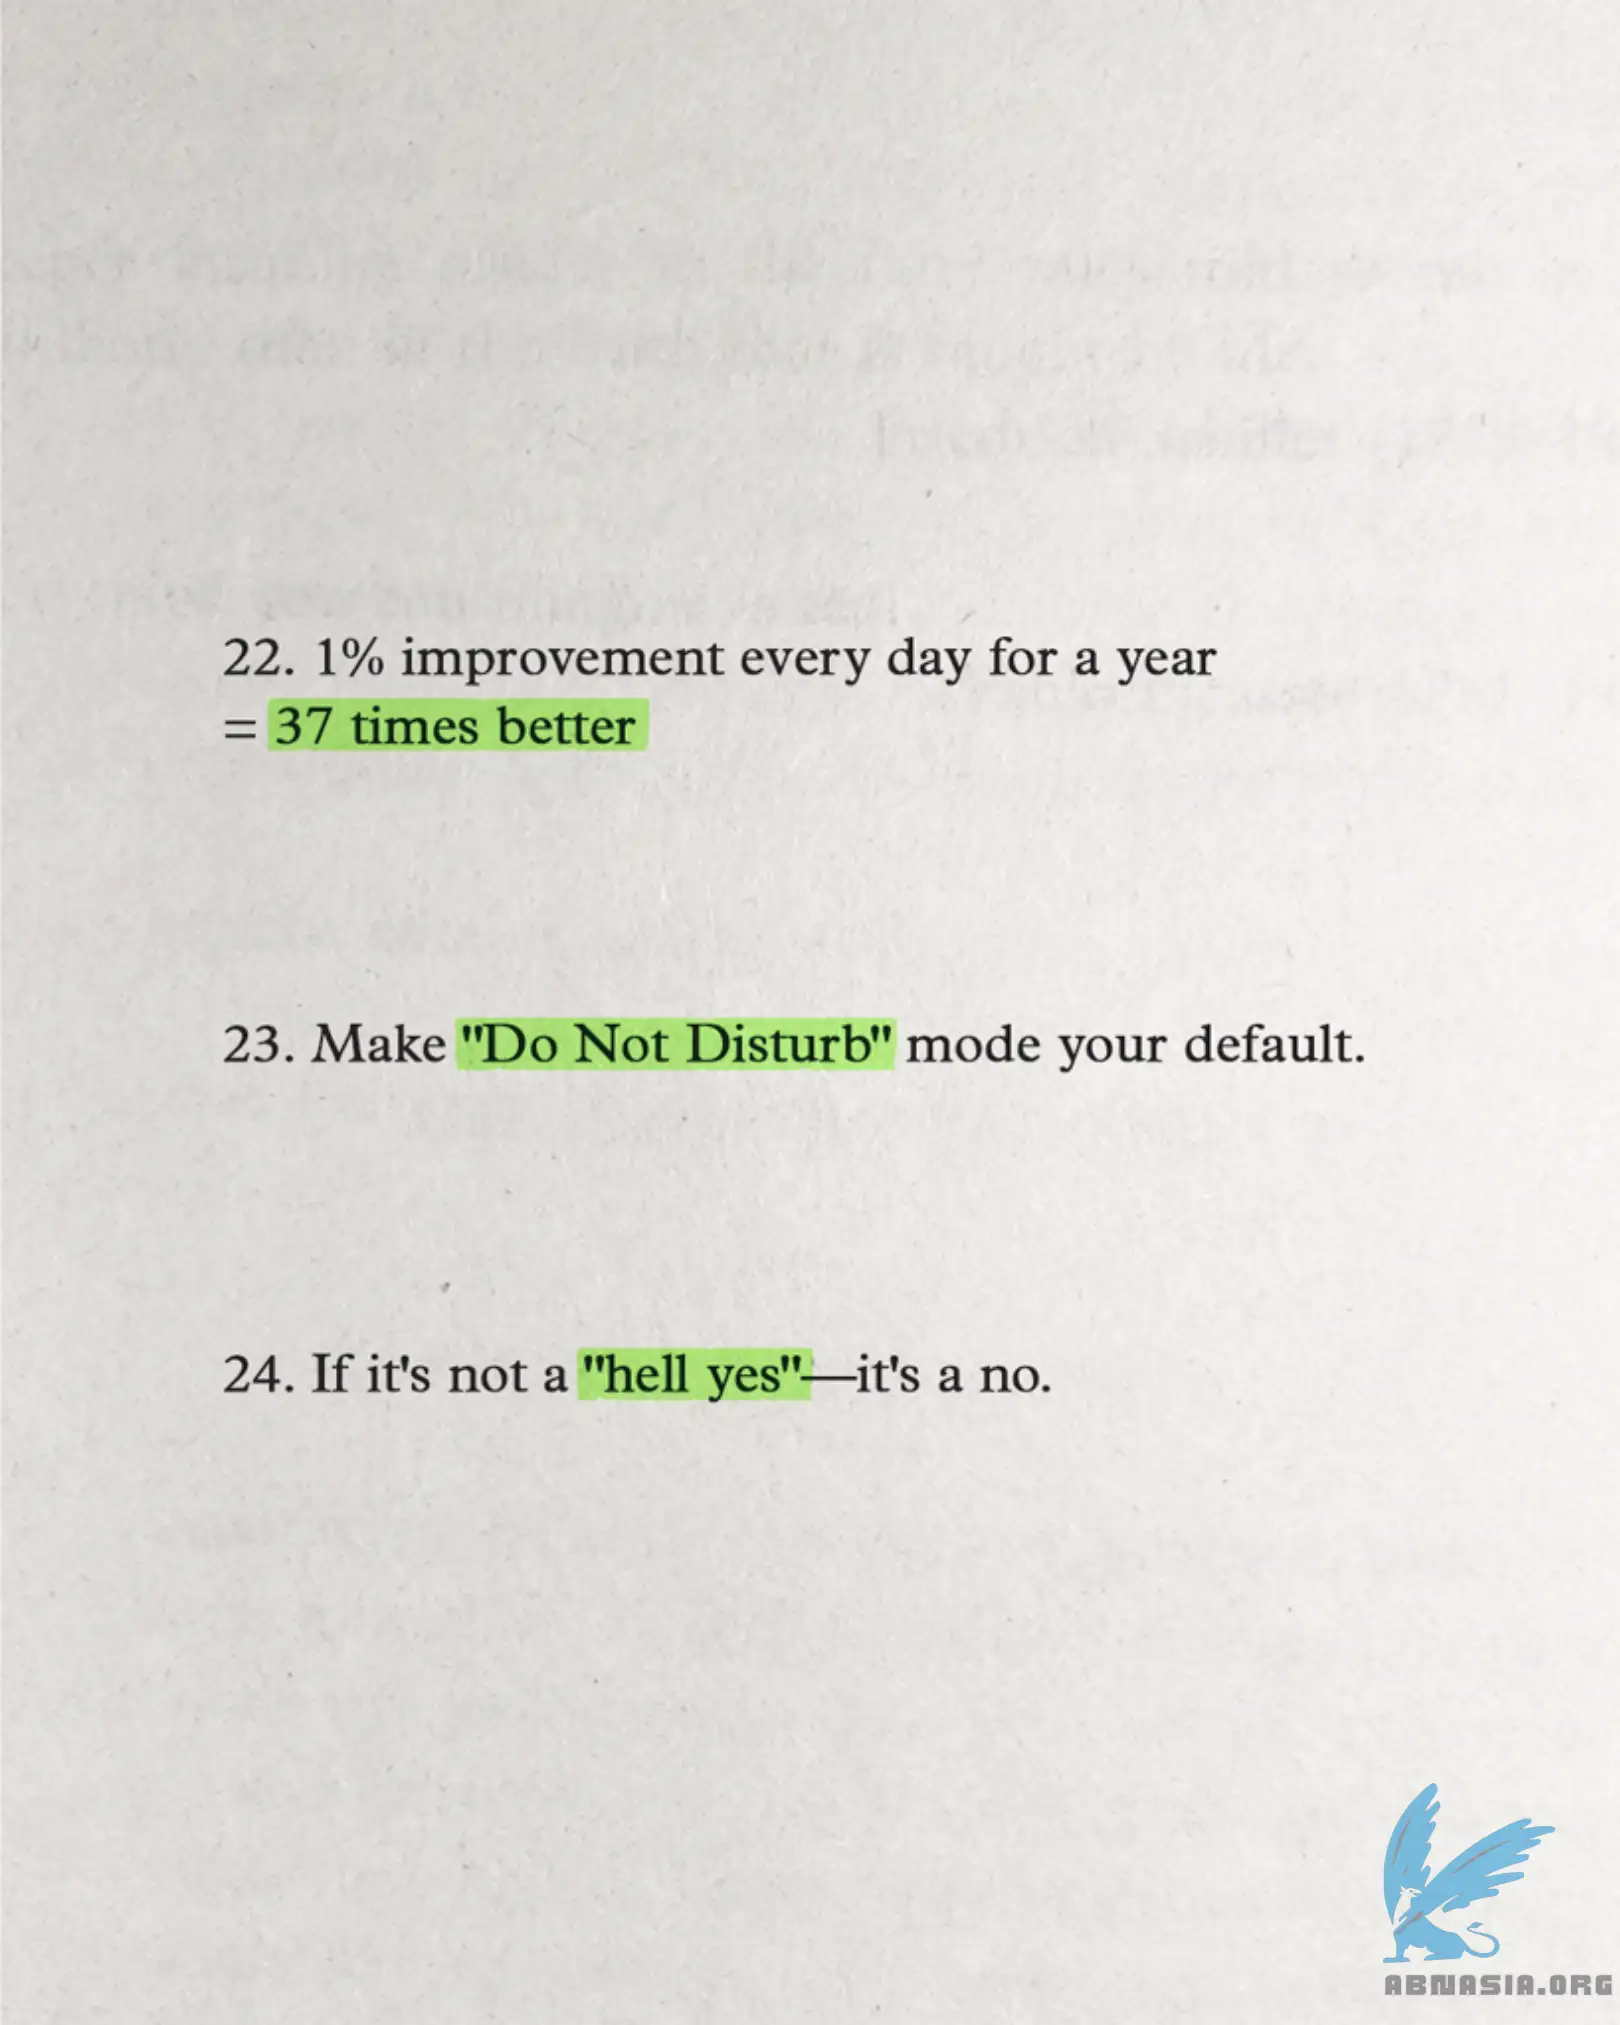 22. 1% improvement every day for a year
= 37 times better
23. Make "Do Not Disturb" mode your default.
24. If it's not a "hell yes"—it's a no.
ABNASIA.ORG